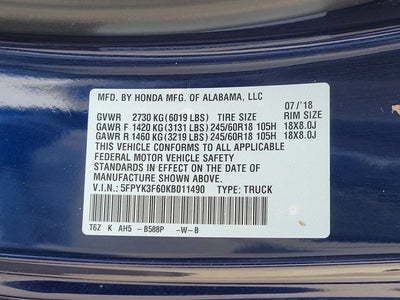 MFD. BY HONDA MFG. OF ALABAMA, LLC
07/'18
GVWR 2730 KG (6019 LBS) TIRE SIZE RIM SIZE
GAWR F 1420 KG (3131 LBS) 245/60R18 105H 18X8.0J
GAWR R 1460 KG (3219 LBS) 245/60R18 105H 18X8.0J
THIS VEHICLE CONFORMS TO ALL APPLICABLE
FEDERAL MOTOR VEHICLE SAFETY
STANDARDS IN EFFECT ON THE DATE OF
MANUFACTURE SHOWN ABOVE.
V.I.N.: 5FPYK3F60KB011490 TYPE: TRUCK
T6Z K AH5 -B588P -W-B